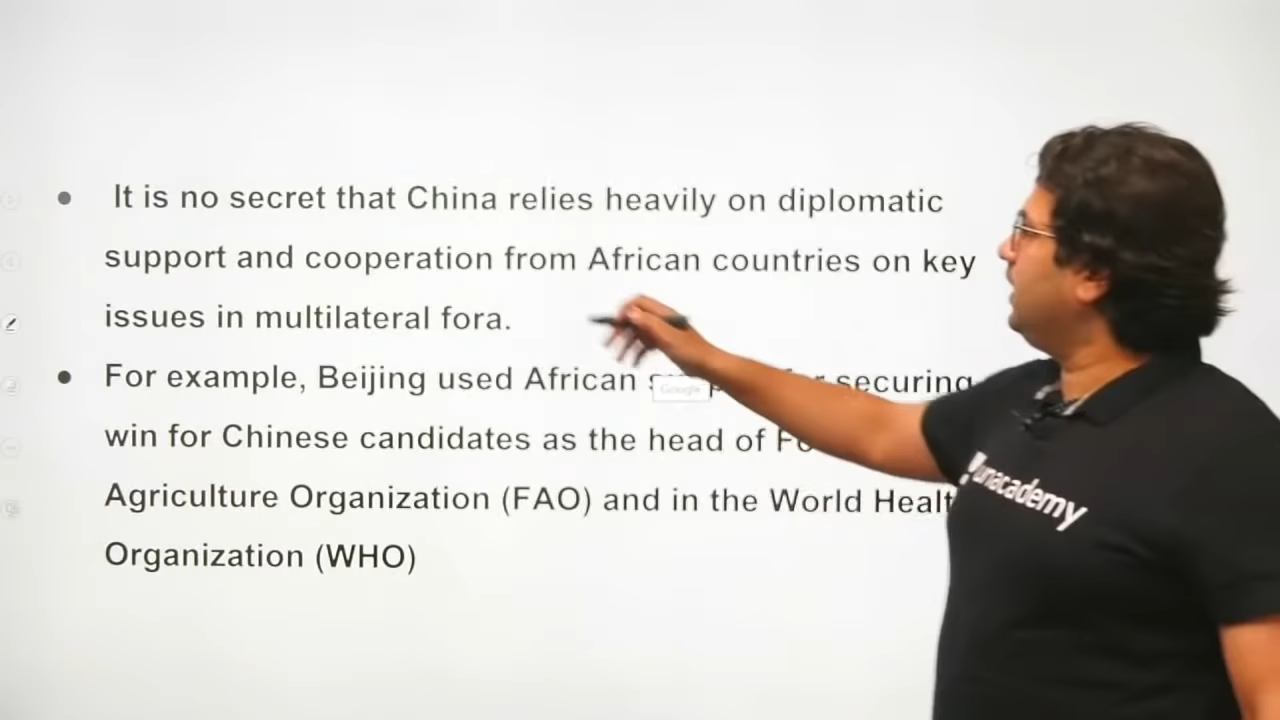 It is no secret that China relies heavily on diplomatic
support and cooperation from African countries on key
issues in multilateral fora.
For example, Beijing used African securing
win for Chinese candidates as the head of
Agriculture Organization (FAO) and in the World Healt
Organization (WHO)
Google
unacademy